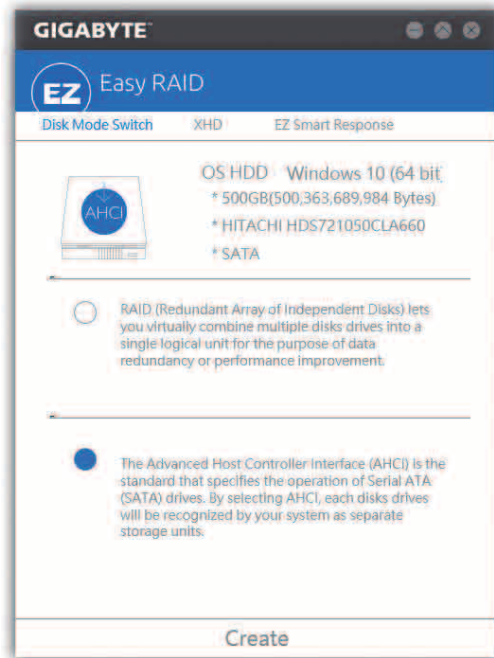 GIGABYTE™
EZ Easy RAID
Disk Mode Switch XHD EZ Smart Response
OS HDD Windows 10 (64 bit
* 500GB(500,363,689,984 Bytes)
AHCI
* HITACHI HDS721050CLA660
* SATA
RAID (Redundant Array of Independent Disks) lets
you virtually combine multiple disks drives into a
single logical unit for the purpose of data
redundancy or performance improvement.
The Advanced Host Controller Interface (AHCI) is the
standard that specifies the operation of Serial ATA
(SATA) drives. By selecting AHCI, each disks drives
will be recognized by your system as separate
storage units.
Create